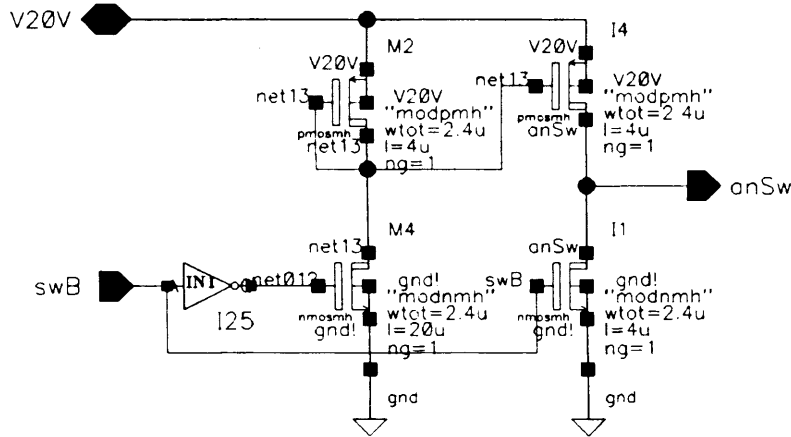 V20V
M2
I4
V20V
V20V
net13
V20V
"modpmh"
wtot=2.4u
l=4u
ng=1
pmosmh
net13
net13
V20V
"modpmh"
wtot=2.4u
l=4u
ng=1
pmosmh
anSw
anSw
M4
I1
net13
anSw
swB
INT
I25
net012
gnd!
"modnmh"
wtot=2.4u
l=20u
ng=1
nmosmh
gnd!
swB
gnd!
"modnmh"
wtot=2.4u
l=4u
ng=1
nmosmh
gnd!
gnd
gnd